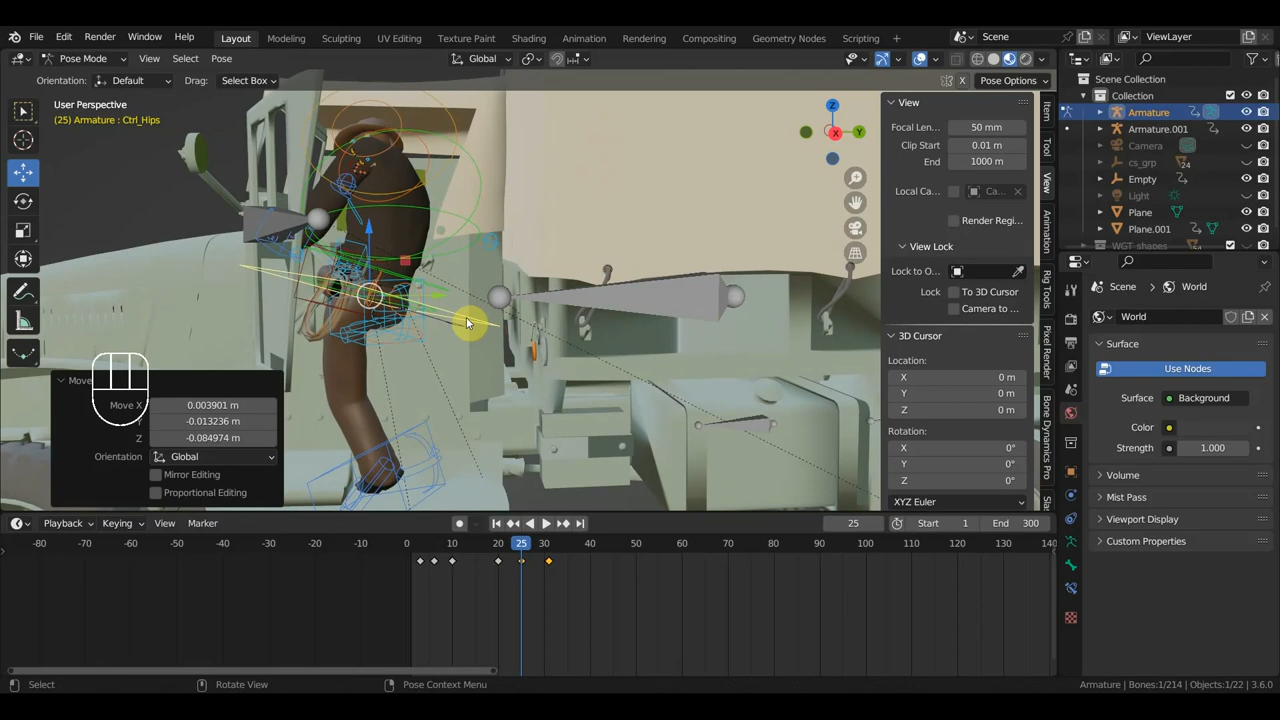 File Edit Render Window Help Layout Modeling Sculpting UV Editing Texture Paint Shading Animation Rendering Compositing Geometry Nodes Scripting + Scene ViewLayer
Pose Mode View Select Pose Global
Orientation: Default Drag: Select Box X Pose Options
User Perspective
(25) Armature : Ctrl_Hips
Z
Y
X
View
Focal Len... 50 mm
Clip Start 0.01 m
End 1000 m
Local Ca... Ca...
Render Regi...
View Lock
Lock to O...
Lock To 3D Cursor
Camera to ...
3D Cursor
Location:
X 0 m
Y 0 m
Z 0 m
Rotation:
X 0°
Y 0°
Z 0°
XYZ Euler
Item
Tool
View
Animation
Rig Tools
Pixel Render
Bone Dynamics Pro
Scene Collection
Collection
Armature
Armature.001
Camera
cs_grp 24
Empty
Light
Plane
Plane.001
WGT_shapes
Scene World
World
Surface
Use Nodes
Surface Background
Color
Strength 1.000
Volume
Mist Pass
Viewport Display
Custom Properties
Move
Move X 0.003901 m
Y -0.013236 m
Z -0.084974 m
Orientation Global
Mirror Editing
Proportional Editing
Playback Keying View Marker 25 Start 1 End 300
-80 -70 -60 -50 -40 -30 -20 -10 0 10 20 25 30 40 50 60 70 80 90 100 110 120 130 140
Select Rotate View Pose Context Menu Armature | Bones:1/214 | Objects:1/22 | 3.6.0